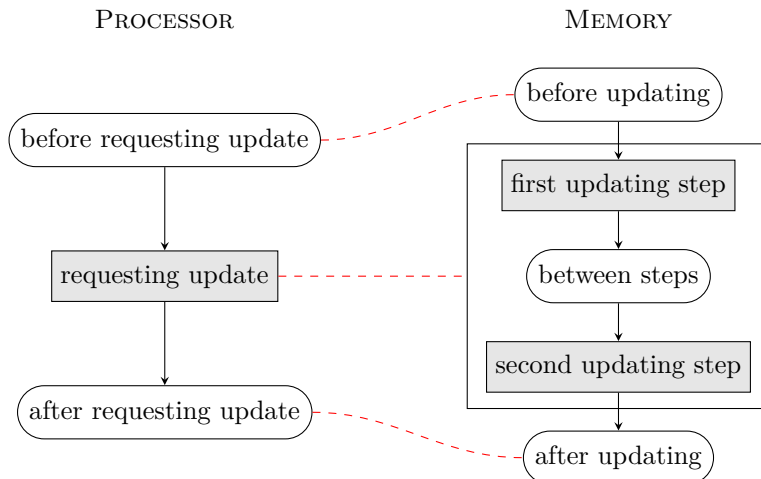 PROCESSOR
MEMORY
before updating
before requesting update
first updating step
requesting update
between steps
second updating step
after requesting update
after updating